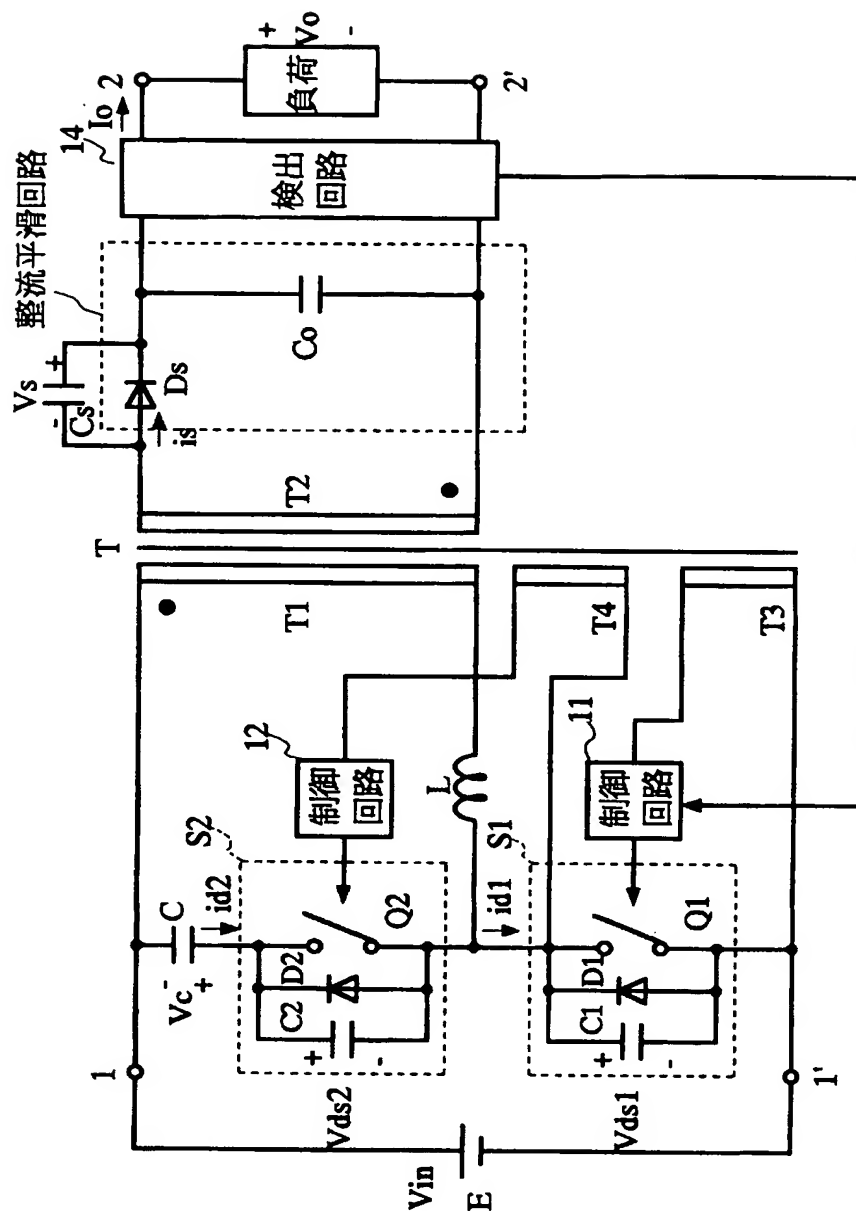 Vin
E
1
1'
Vc
-
+
C
id2
S2
C2
D2
Q2
+
-
Vds2
12
制御
回路
L
id1
S1
C1
D1
Q1
+
-
Vds1
11
制御
回路
T
T1
T2
T3
T4
Vs
-
+
Cs
Ds
is
整流平滑回路
Co
14
検出
回路
Io
2
2'
負荷
+
Vo
-